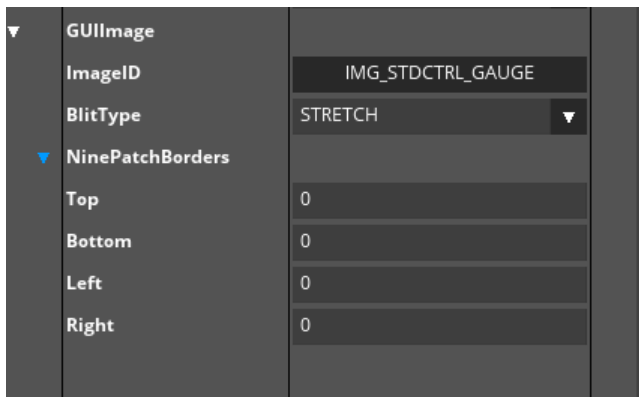 GUIImage
ImageID IMG_STDCTRL_GAUGE
BlitType STRETCH
NinePatchBorders
Top 0
Bottom 0
Left 0
Right 0